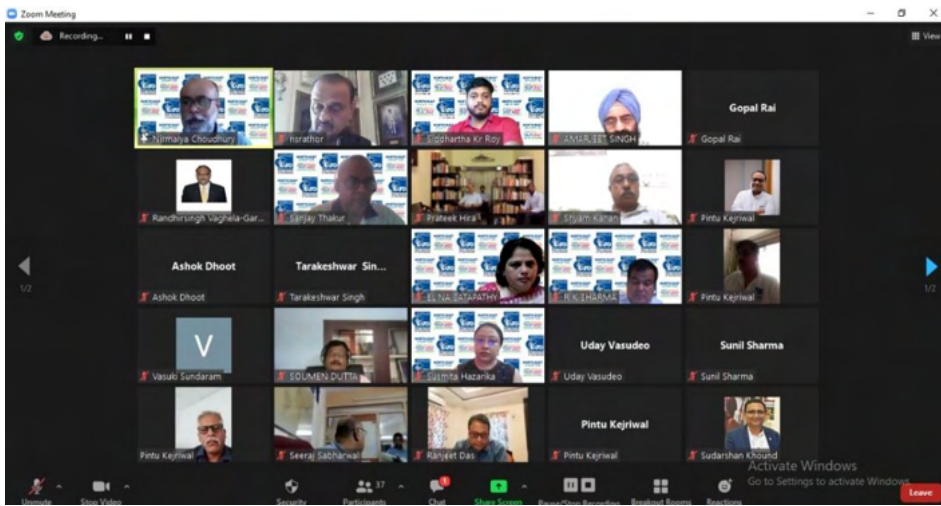 Zoom Meeting
Recording...
View
Nirmalya Choudhury
nsrathor
Siddhartha Kr Roy
AMARJEET SINGH
Gopal Rai
Gopal Rai
Randhirsingh Vaghela-Gar...
Sanjay Thakur
Prateek Hira
Shyam Kanan
Pintu Kejriwal
Ashok Dhoot
Ashok Dhoot
Tarakeshwar Sin...
Tarakeshwar Singh
ELINA SATAPATHY
R K SHARMA
Pintu Kejriwal
1/2
1/2
V
Vasuki Sundaram
SOUMEN DUTTA
Susmita Hazarika
Uday Vasudeo
Uday Vasudeo
Sunil Sharma
Sunil Sharma
Pintu Kejriwal
Seeraj Sabharwal
Ranjeet Das
Pintu Kejriwal
Pintu Kejriwal
Sudarshan Khound
Activate Windows
Go to Settings to activate Windows.
Unmute
Stop Video
Security
Participants
37
Chat
1
Share Screen
Pause/Stop Recording
Breakout Rooms
Reactions
Leave